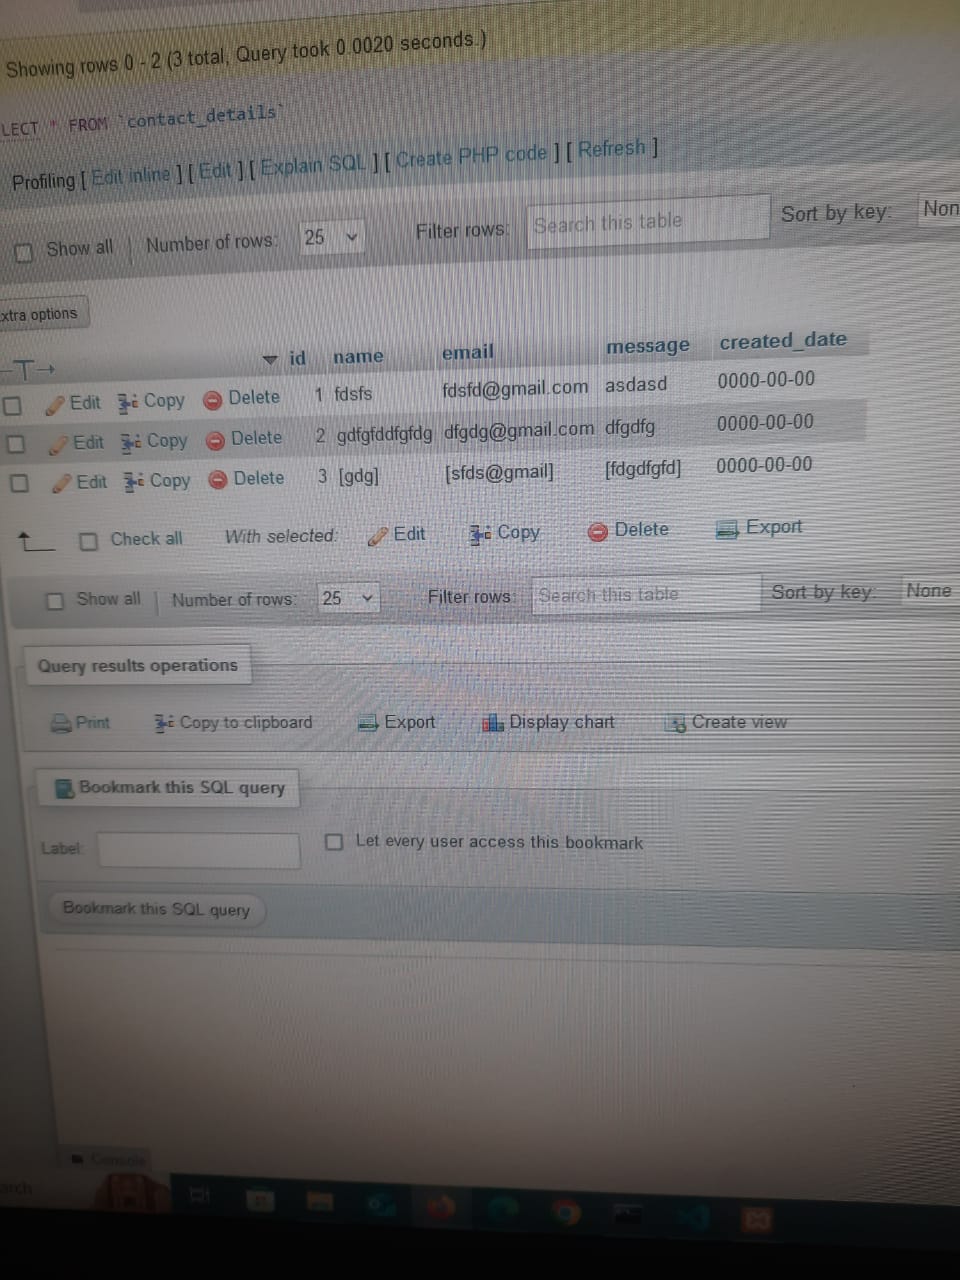 Showing rows 0 - 2 (3 total, Query took 0.0020 seconds.)
LECT * FROM `contact_details`
Profiling [ Edit inline ] [ Edit ] [ Explain SQL ] [ Create PHP code ] [ Refresh ]
Show all | Number of rows: 25 Filter rows: Search this table Sort by key: Non
xtra options
id name email message created_date
Edit Copy Delete 1 fdsfs fdsfd@gmail.com asdasd 0000-00-00
Edit Copy Delete 2 gdfgfddfgfdg dfgdg@gmail.com dfgdfg 0000-00-00
Edit Copy Delete 3 [gdg] [sfds@gmail] [fdgdfgfd] 0000-00-00
Check all With selected: Edit Copy Delete Export
Show all | Number of rows: 25 Filter rows: Search this table Sort by key: None
Query results operations
Print Copy to clipboard Export Display chart Create view
Bookmark this SQL query
Label: Let every user access this bookmark
Bookmark this SQL query
Console
arch